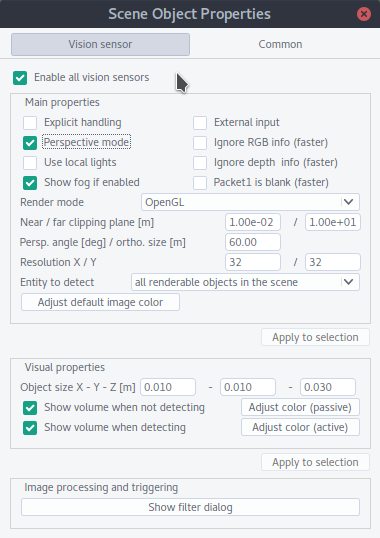 Scene Object Properties
Vision sensor Common
Enable all vision sensors
Main properties
Explicit handling External input
Perspective mode Ignore RGB info (faster)
Use local lights Ignore depth info (faster)
Show fog if enabled Packet1 is blank (faster)
Render mode OpenGL
Near / far clipping plane [m] 1.00e-02 / 1.00e+01
Persp. angle [deg] / ortho. size [m] 60.00
Resolution X / Y 32 / 32
Entity to detect all renderable objects in the scene
Adjust default image color
Apply to selection
Visual properties
Object size X - Y - Z [m] 0.010 - 0.010 - 0.030
Show volume when not detecting Adjust color (passive)
Show volume when detecting Adjust color (active)
Apply to selection
Image processing and triggering
Show filter dialog